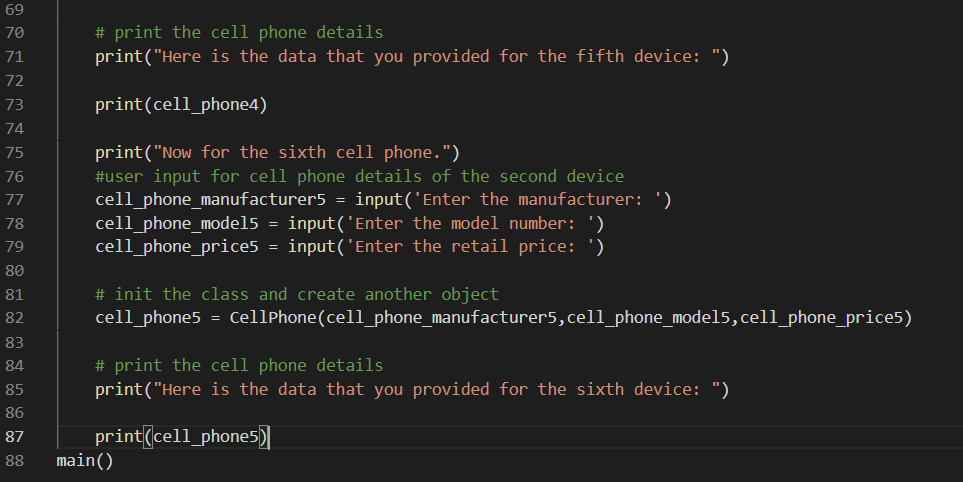 69
70 # print the cell phone details
71 print("Here is the data that you provided for the fifth device: ")
72
73 print(cell_phone4)
74
75 print("Now for the sixth cell phone.")
76 #user input for cell phone details of the second device
77 cell_phone_manufacturer5 = input('Enter the manufacturer: ')
78 cell_phone_model5 = input('Enter the model number: ')
79 cell_phone_price5 = input('Enter the retail price: ')
80
81 # init the class and create another object
82 cell_phone5 = CellPhone(cell_phone_manufacturer5,cell_phone_model5,cell_phone_price5)
83
84 # print the cell phone details
85 print("Here is the data that you provided for the sixth device: ")
86
87 print(cell_phone5)
88 main()